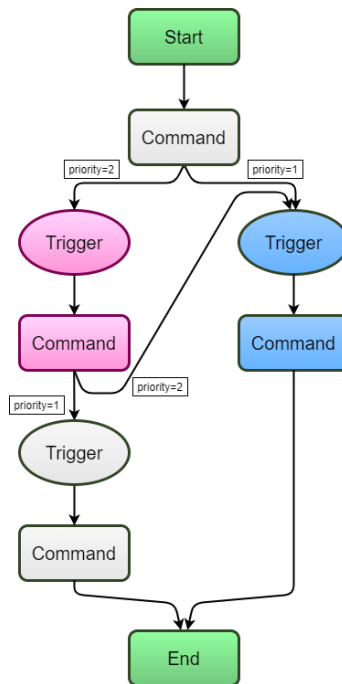 Start
Command
priority=2
priority=1
Trigger
Trigger
Command
Command
priority=2
priority=1
Trigger
Command
End